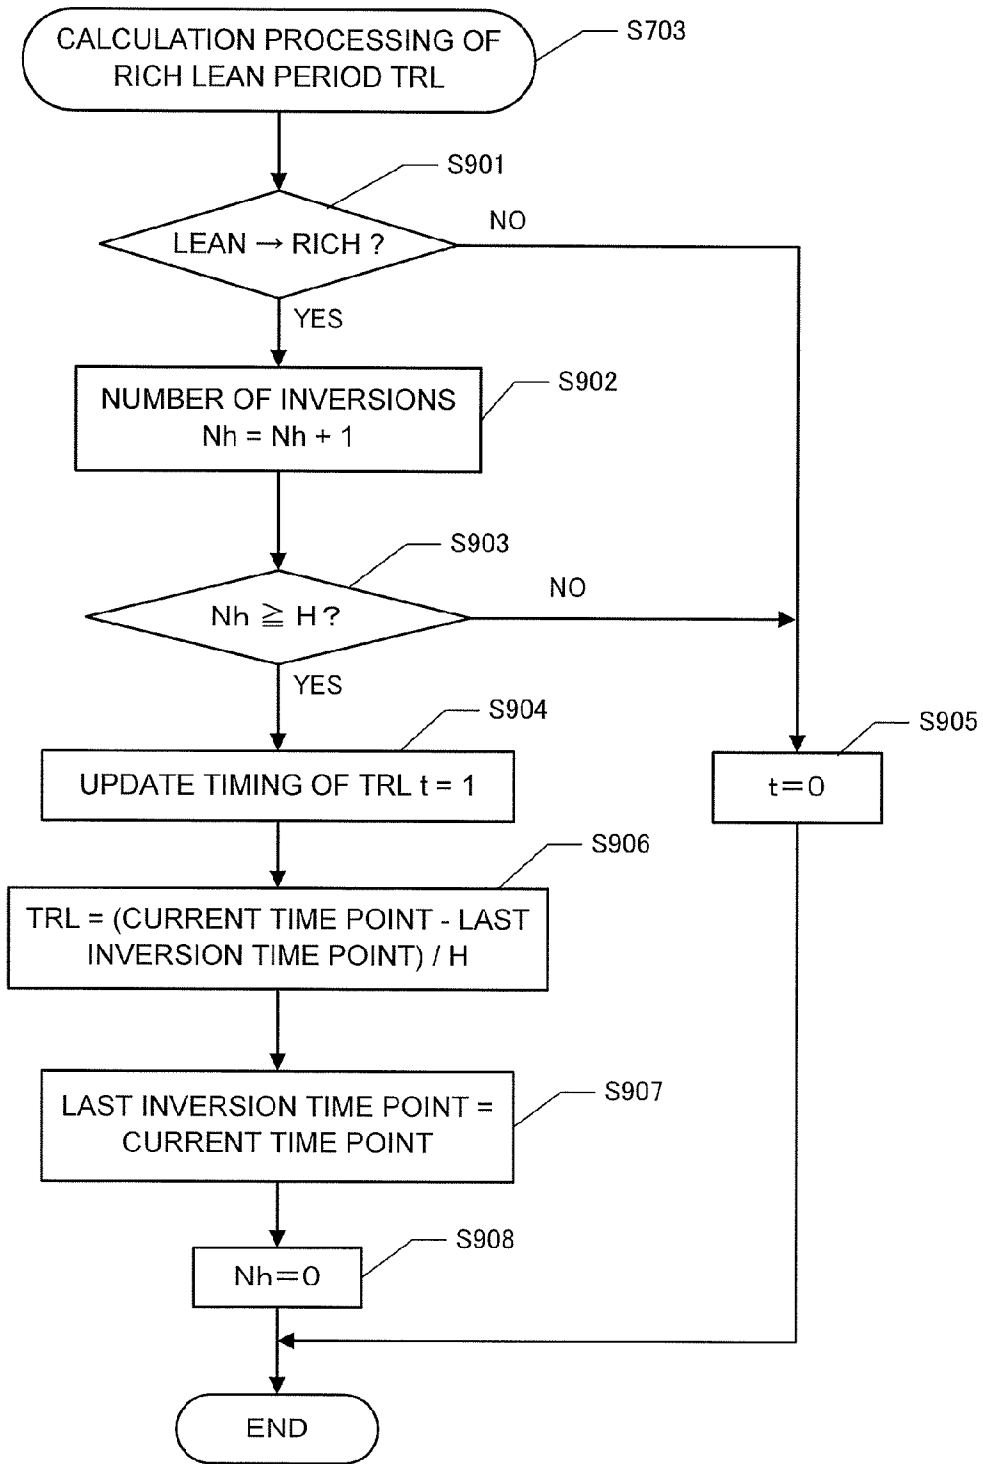 CALCULATION PROCESSING OF
RICH LEAN PERIOD TRL
S703
S901
LEAN → RICH ?
NO
YES
NUMBER OF INVERSIONS
Nh = Nh + 1
S902
S903
Nh ≧ H ?
NO
YES
S904
UPDATE TIMING OF TRL t = 1
S905
t=0
S906
TRL = (CURRENT TIME POINT - LAST
INVERSION TIME POINT) / H
S907
LAST INVERSION TIME POINT =
CURRENT TIME POINT
S908
Nh=0
END